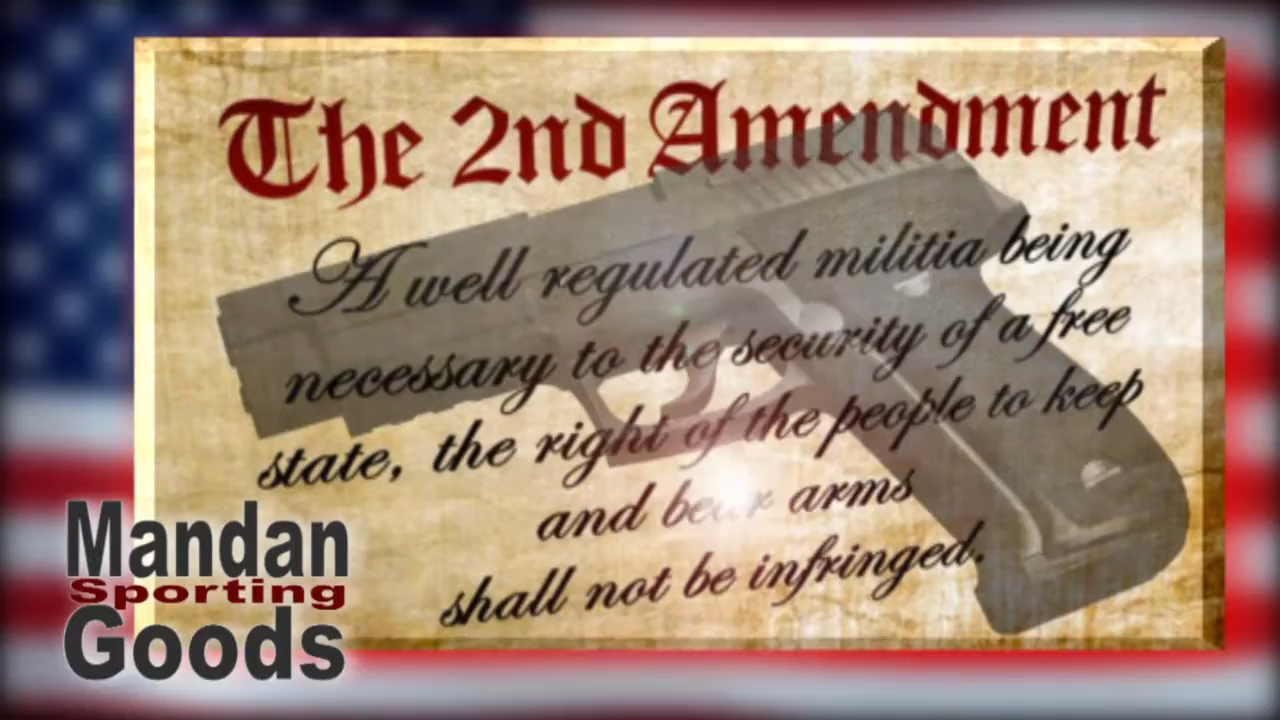 The 2nd Amendment
A well regulated militia being
necessary to the security of a free
state, the right of the people to keep
and bear arms
shall not be infringed.
Mandan
Sporting
Goods